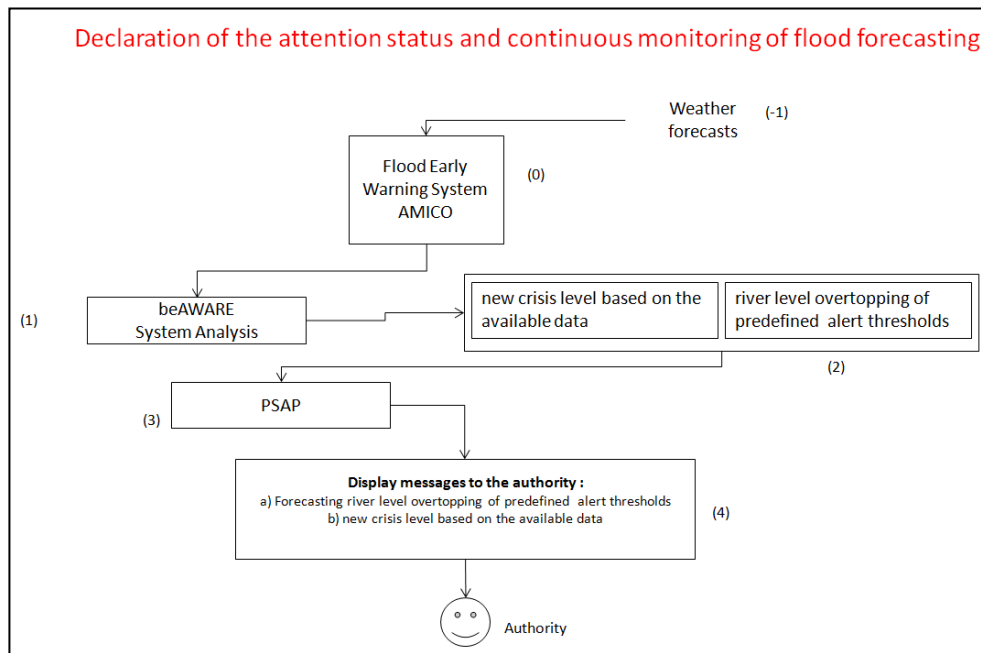 Declaration of the attention status and continuous monitoring of flood forecasting
Weather
forecasts
(-1)
Flood Early
Warning System
AMICO
(0)
beAWARE
System Analysis
(1)
new crisis level based on the
available data
river level overtopping of
predefined alert thresholds
(2)
PSAP
(3)
Display messages to the authority :
a) Forecasting river level overtopping of predefined alert thresholds
b) new crisis level based on the available data
(4)
Authority